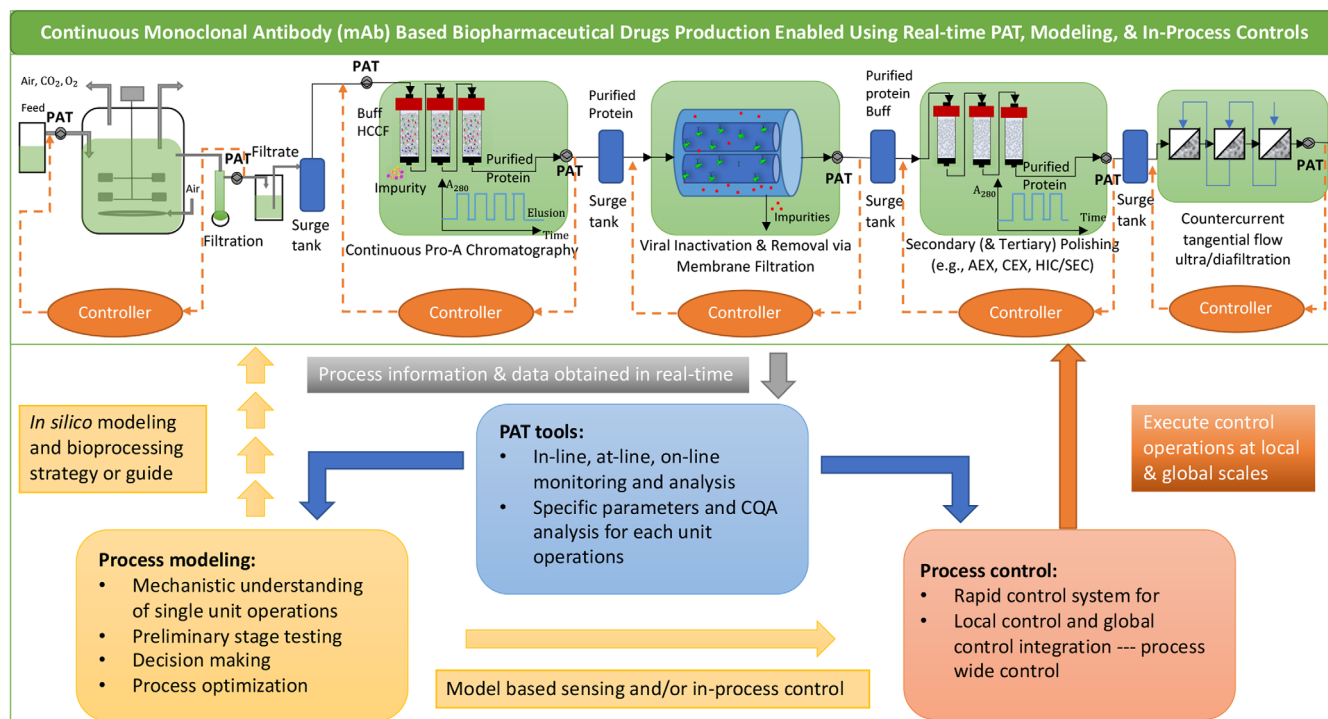 Continuous Monoclonal Antibody (mAb) Based Biopharmaceutical Drugs Production Enabled Using Real-time PAT, Modeling, & In-Process Controls
Air, CO₂, O₂
Feed
PAT
PAT
Filtrate
Air
Filtration
Surge
tank
PAT
Buff
HCCF
Impurity
Purified
Protein
A₂₈₀
Elusion
Time
Continuous Pro-A Chromatography
PAT
Purified
Protein
Surge
tank
Impurities
Viral Inactivation & Removal via
Membrane Filtration
PAT
Purified
protein
Buff
Surge
tank
Purified
Protein
A₂₈₀
Time
Secondary (& Tertiary) Polishing
(e.g., AEX, CEX, HIC/SEC)
PAT
Surge
tank
PAT
Countercurrent
tangential flow
ultra/diafiltration
Controller
Controller
Controller
Controller
Controller
Process information & data obtained in real-time
In silico modeling
and bioprocessing
strategy or guide
PAT tools:
• In-line, at-line, on-line
monitoring and analysis
• Specific parameters and CQA
analysis for each unit
operations
Execute control
operations at local
& global scales
Process modeling:
• Mechanistic understanding
of single unit operations
• Preliminary stage testing
• Decision making
• Process optimization
Process control:
• Rapid control system for
• Local control and global
control integration --- process
wide control
Model based sensing and/or in-process control